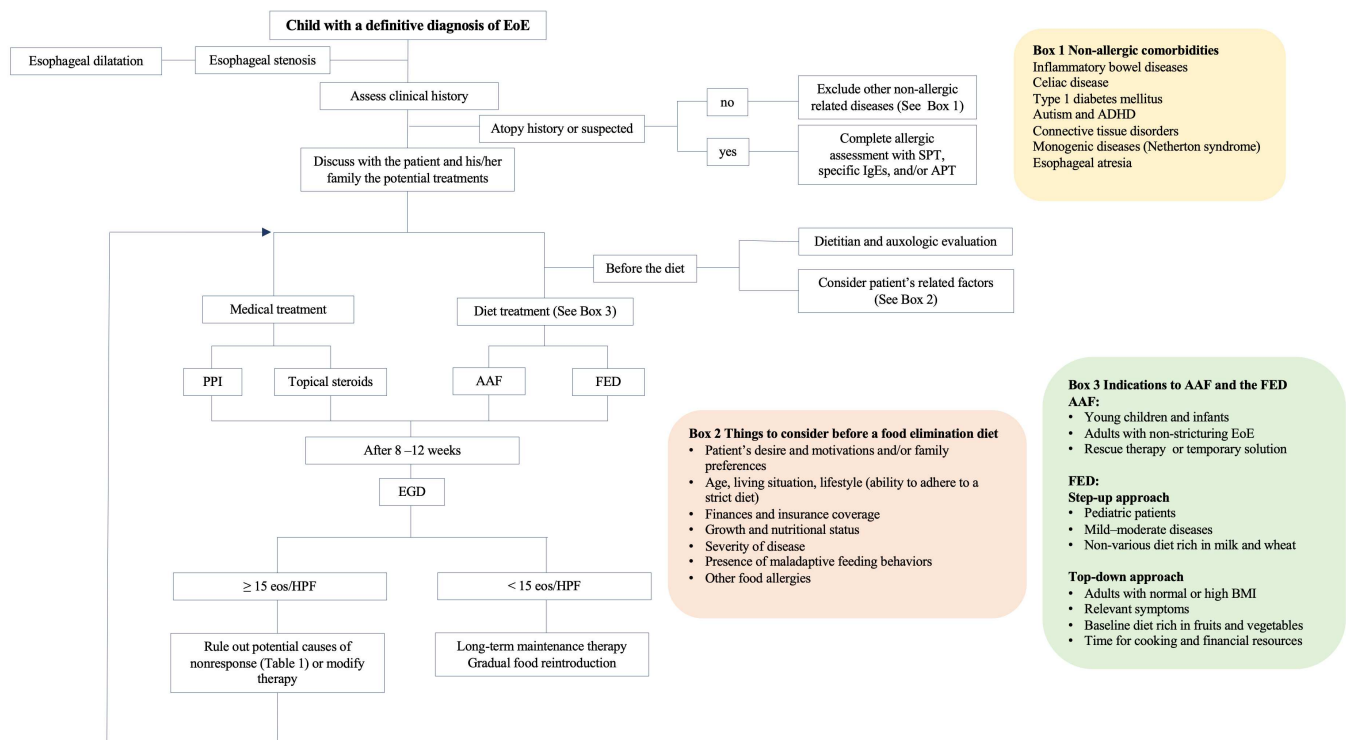 Child with a definitive diagnosis of EoE
Esophageal dilatation
Esophageal stenosis
Assess clinical history
Atopy history or suspected
no
Exclude other non-allergic
related diseases (See Box 1)
yes
Complete allergic
assessment with SPT,
specific IgEs, and/or APT
Discuss with the patient and his/her
family the potential treatments
Before the diet
Dietitian and auxologic evaluation
Consider patient's related factors
(See Box 2)
Medical treatment
Diet treatment (See Box 3)
PPI
Topical steroids
AAF
FED
After 8 –12 weeks
EGD
≥ 15 eos/HPF
< 15 eos/HPF
Rule out potential causes of
nonresponse (Table 1) or modify
therapy
Long-term maintenance therapy
Gradual food reintroduction
Box 1 Non-allergic comorbidities
Inflammatory bowel diseases
Celiac disease
Type 1 diabetes mellitus
Autism and ADHD
Connective tissue disorders
Monogenic diseases (Netherton syndrome)
Esophageal atresia
Box 2 Things to consider before a food elimination diet
• Patient's desire and motivations and/or family
preferences
• Age, living situation, lifestyle (ability to adhere to a
strict diet)
• Finances and insurance coverage
• Growth and nutritional status
• Severity of disease
• Presence of maladaptive feeding behaviors
• Other food allergies
Box 3 Indications to AAF and the FED
AAF:
• Young children and infants
• Adults with non-stricturing EoE
• Rescue therapy or temporary solution
FED:
Step-up approach
• Pediatric patients
• Mild–moderate diseases
• Non-various diet rich in milk and wheat
Top-down approach
• Adults with normal or high BMI
• Relevant symptoms
• Baseline diet rich in fruits and vegetables
• Time for cooking and financial resources